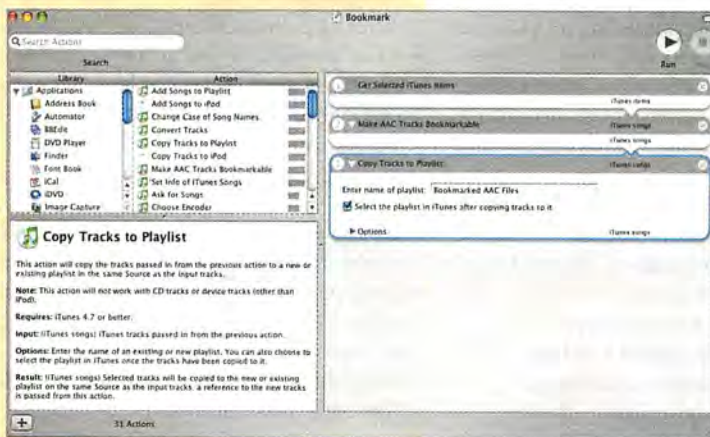 Bookmark
Search Actions
Search
Run
Library
Action
Applications
Address Book
Automator
BBEdit
DVD Player
Finder
Font Book
iCal
iDVD
Image Capture
Add Songs to Playlist
Add Songs to iPod
Change Case of Song Names
Convert Tracks
Copy Tracks to Playlist
Copy Tracks to iPod
Make AAC Tracks Bookmarkable
Set Info of iTunes Songs
Ask for Songs
Choose Encoder
Copy Tracks to Playlist
This action will copy the tracks passed in from the previous action to a new or
existing playlist in the same Source as the input tracks.
Note: This action will not work with CD tracks or device tracks (other than
iPod).
Requires: iTunes 4.7 or better.
Input: (iTunes songs) iTunes tracks passed in from the previous action.
Options: Enter the name of an existing or new playlist. You can also choose to
select the playlist in iTunes once the tracks have been copied to it.
Result: (iTunes songs) Selected tracks will be copied to the new or existing
playlist on the same Source as the input tracks. a reference to the new tracks
is passed from this action.
31 Actions
Get Selected iTunes Items
iTunes items
Make AAC Tracks Bookmarkable
iTunes songs
iTunes songs
Copy Tracks to Playlist
iTunes songs
Enter name of playlist: Bookmarked AAC Files
Select the playlist in iTunes after copying tracks to it.
Options
iTunes songs